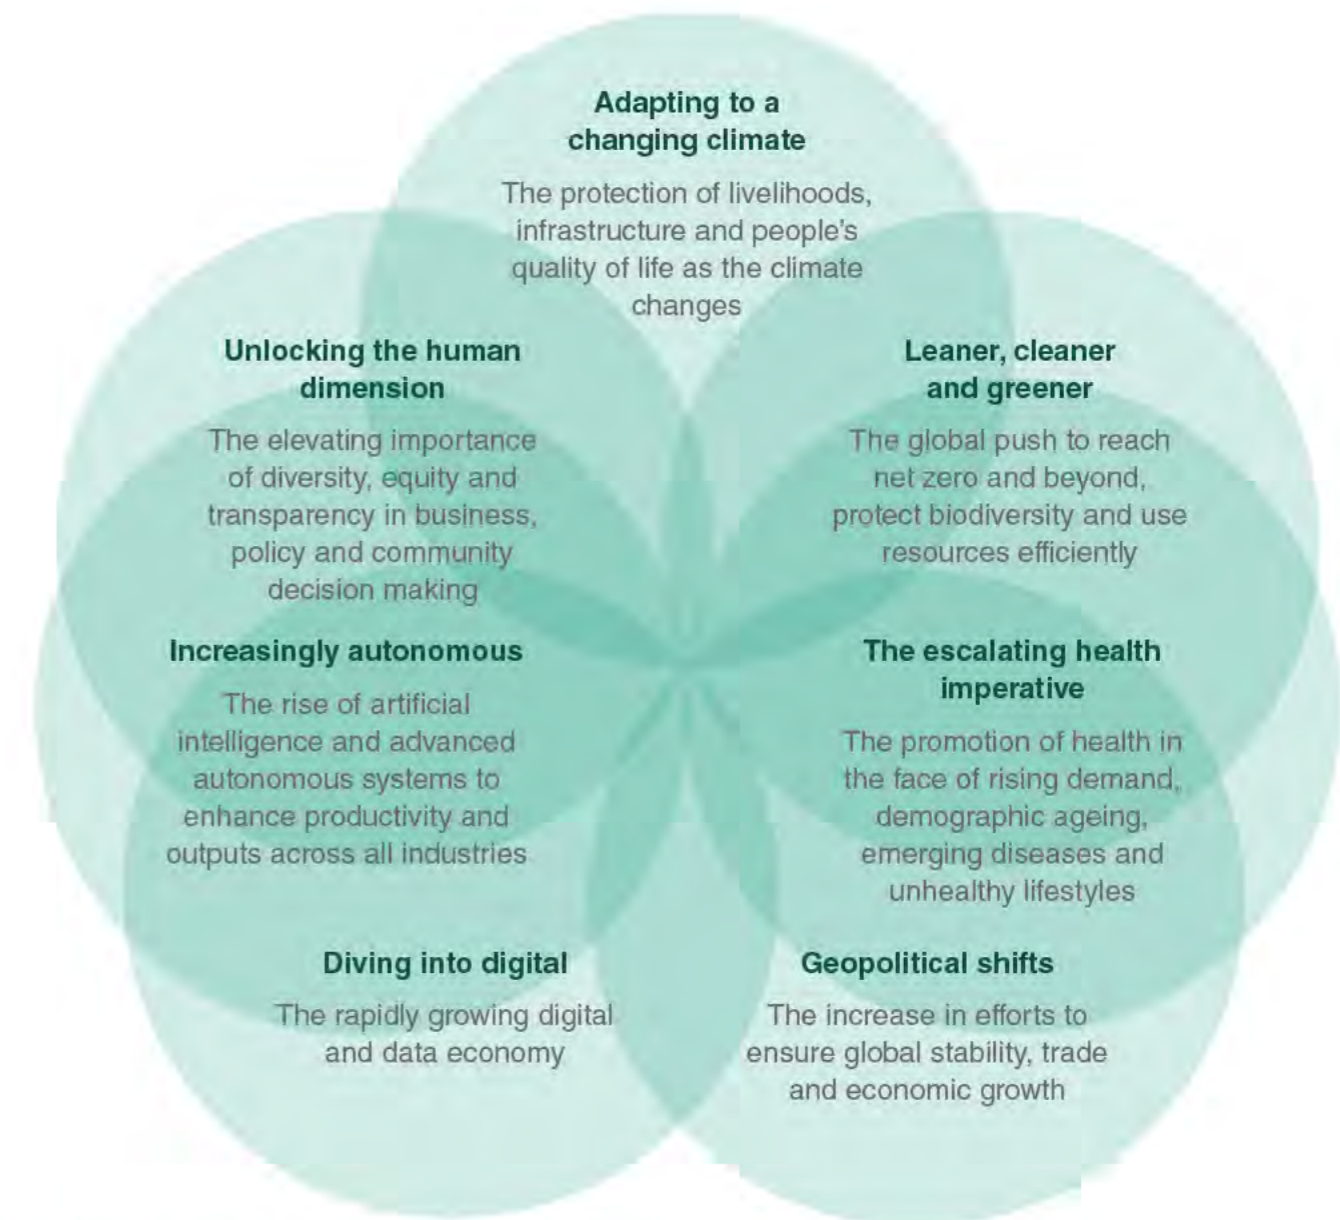 Adapting to a
changing climate
The protection of livelihoods,
infrastructure and people's
quality of life as the climate
changes
Unlocking the human
dimension
The elevating importance
of diversity, equity and
transparency in business,
policy and community
decision making
Leaner, cleaner
and greener
The global push to reach
net zero and beyond,
protect biodiversity and use
resources efficiently
Increasingly autonomous
The rise of artificial
intelligence and advanced
autonomous systems to
enhance productivity and
outputs across all industries
The escalating health
imperative
The promotion of health in
the face of rising demand,
demographic ageing,
emerging diseases and
unhealthy lifestyles
Diving into digital
The rapidly growing digital
and data economy
Geopolitical shifts
The increase in efforts to
ensure global stability, trade
and economic growth